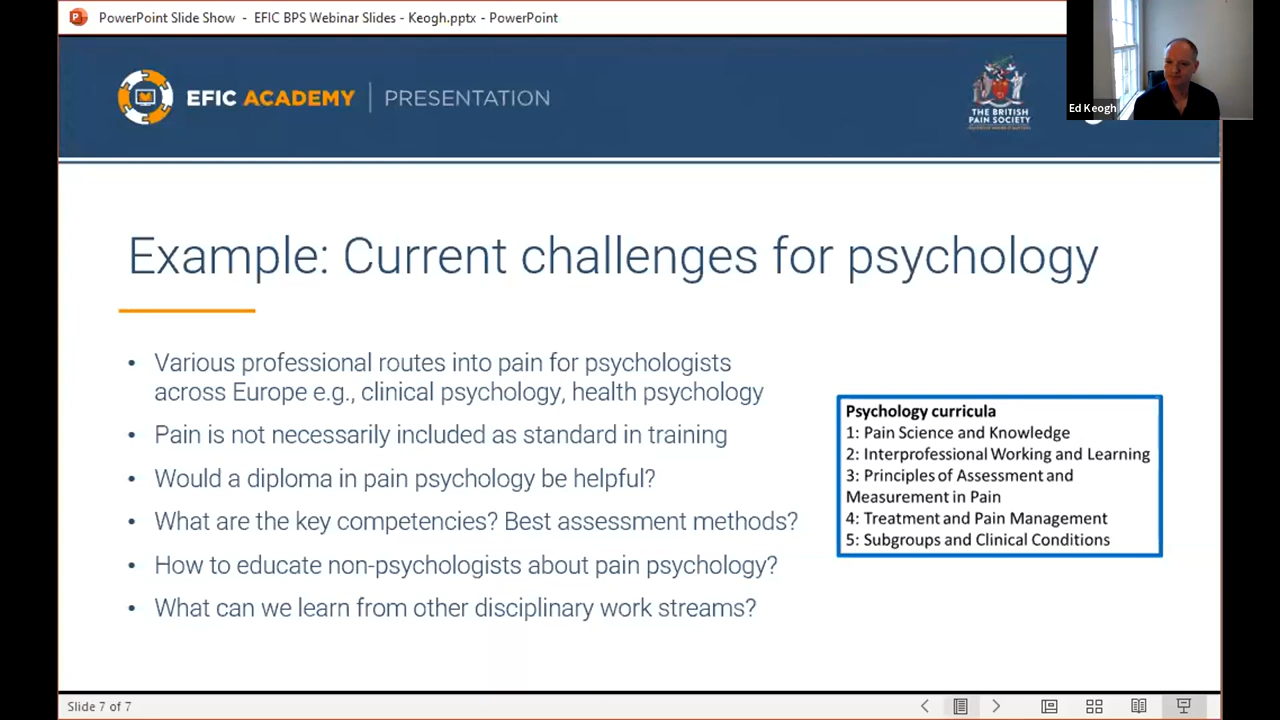 PowerPoint Slide Show - EFIC BPS Webinar Slides - Keogh.pptx - PowerPoint
EFIC ACADEMY | PRESENTATION
THE BRITISH
PAIN SOCIETY
Ed Keogh
Example: Current challenges for psychology
• Various professional routes into pain for psychologists
across Europe e.g., clinical psychology, health psychology
• Pain is not necessarily included as standard in training
• Would a diploma in pain psychology be helpful?
• What are the key competencies? Best assessment methods?
• How to educate non-psychologists about pain psychology?
• What can we learn from other disciplinary work streams?
Psychology curricula
1: Pain Science and Knowledge
2: Interprofessional Working and Learning
3: Principles of Assessment and
Measurement in Pain
4: Treatment and Pain Management
5: Subgroups and Clinical Conditions
Slide 7 of 7